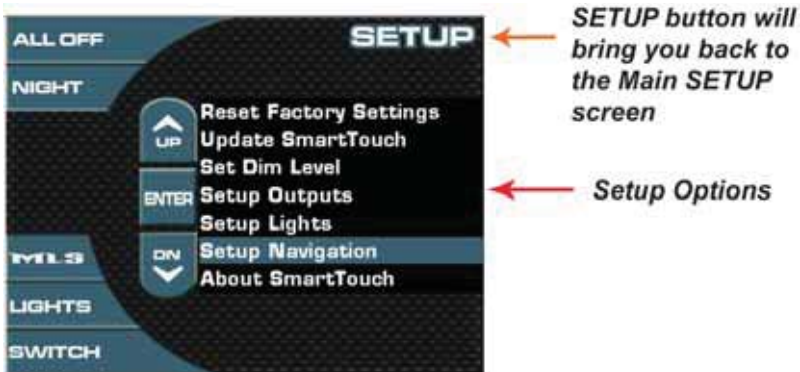 ALL OFF
NIGHT
SETUP
SETUP button will
bring you back to
the Main SETUP
screen
UP
ENTER
DN
Reset Factory Settings
Update SmartTouch
Set Dim Level
Setup Outputs
Setup Lights
Setup Navigation
About SmartTouch
Setup Options
MLS
LIGHTS
SWITCH